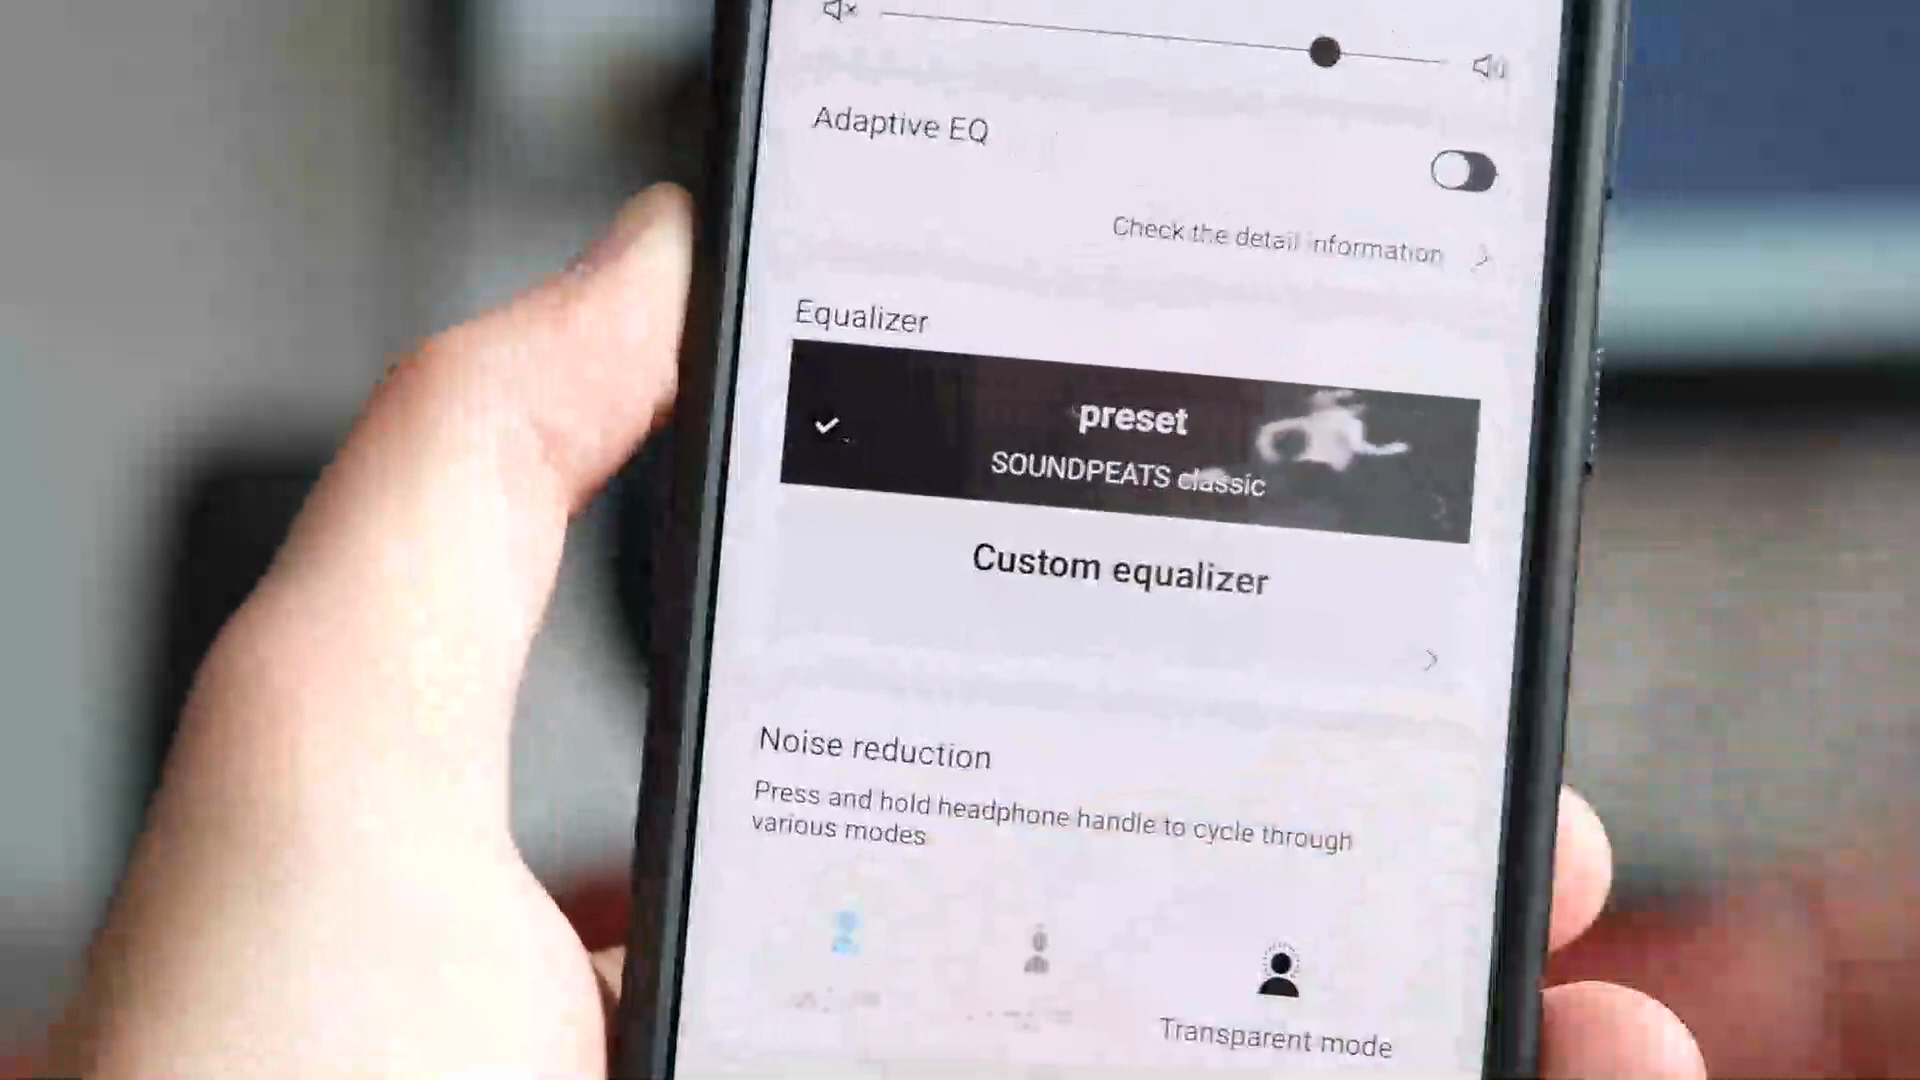 Adaptive EQ
Check the detail information
Equalizer
preset
SOUNDPEATS classic
Custom equalizer
Noise reduction
Press and hold headphone handle to cycle through
various modes
Transparent mode